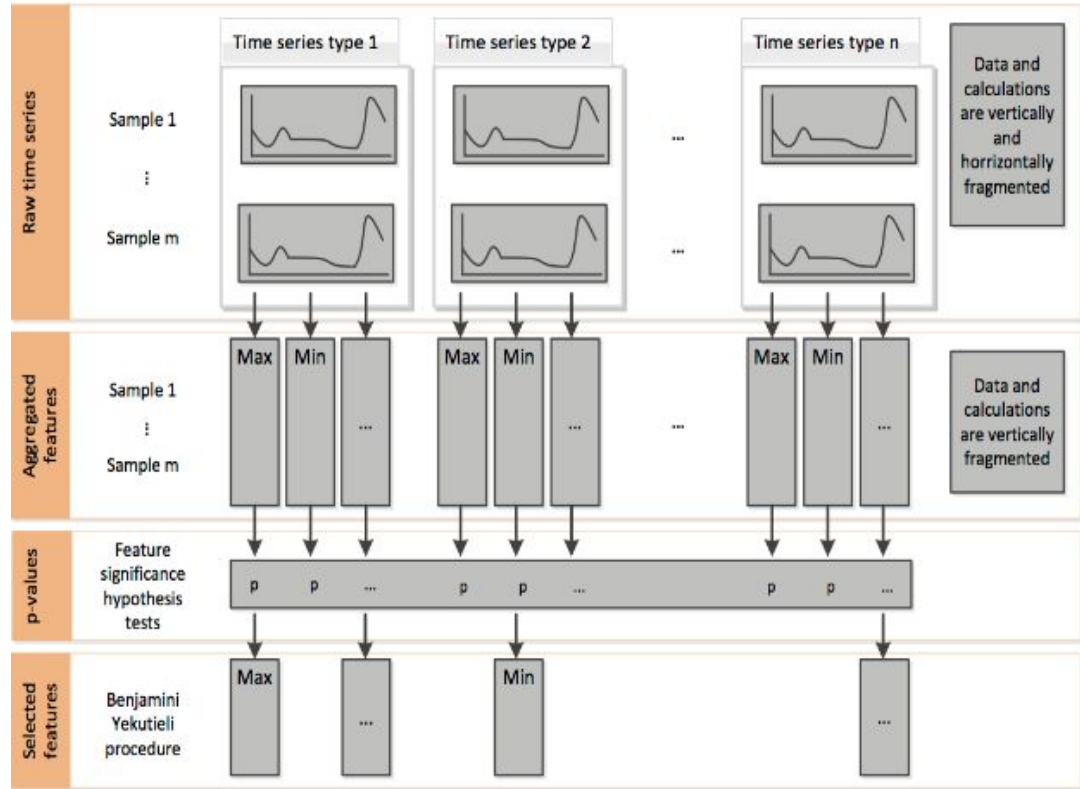 Raw time series
Time series type 1
Time series type 2
Time series type n
Sample 1
⋮
Sample m
...
...
Data and
calculations
are vertically
and
horrizontally
fragmented
Aggregated
features
Sample 1
⋮
Sample m
Max
Min
...
Max
Min
...
...
Max
Min
...
Data and
calculations
are vertically
fragmented
p-values
Feature
significance
hypothesis
tests
p p ... p p ... p p ...
Selected
features
Benjamini
Yekutieli
procedure
Max
...
Min
...